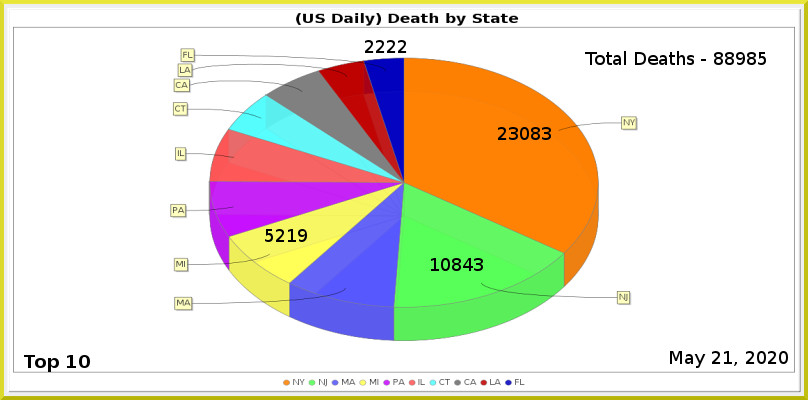 (US Daily) Death by State
2222
Total Deaths - 88985
FL
LA
CA
CT
IL
PA
MI
MA
NY
NJ
23083
5219
10843
Top 10
May 21, 2020
NY NJ MA MI PA IL CT CA LA FL